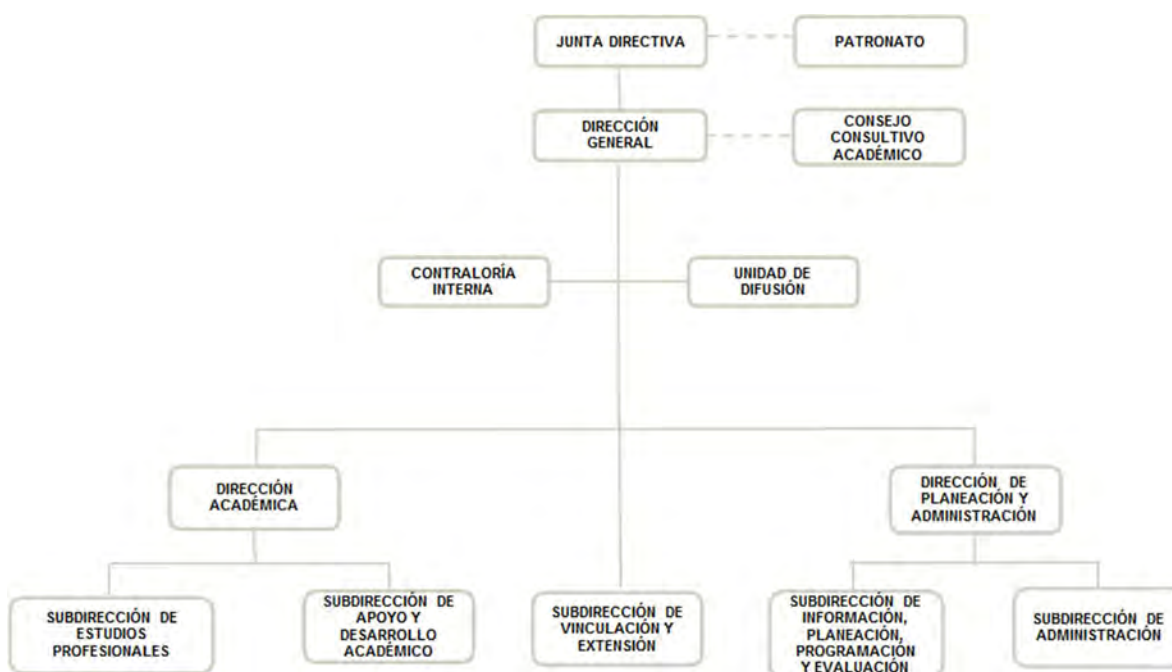 JUNTA DIRECTIVA
PATRONATO
DIRECCIÓN
GENERAL
CONSEJO
CONSULTIVO
ACADÉMICO
CONTRALORÍA
INTERNA
UNIDAD DE
DIFUSIÓN
DIRECCIÓN
ACADÉMICA
DIRECCIÓN DE
PLANEACIÓN Y
ADMINISTRACIÓN
SUBDIRECCIÓN DE
ESTUDIOS
PROFESIONALES
SUBDIRECCIÓN DE
APOYO Y
DESARROLLO
ACADÉMICO
SUBDIRECCIÓN DE
VINCULACIÓN Y
EXTENSIÓN
SUBDIRECCIÓN DE
INFORMACIÓN,
PLANEACIÓN,
PROGRAMACIÓN
Y EVALUACIÓN
SUBDIRECCIÓN DE
ADMINISTRACIÓN